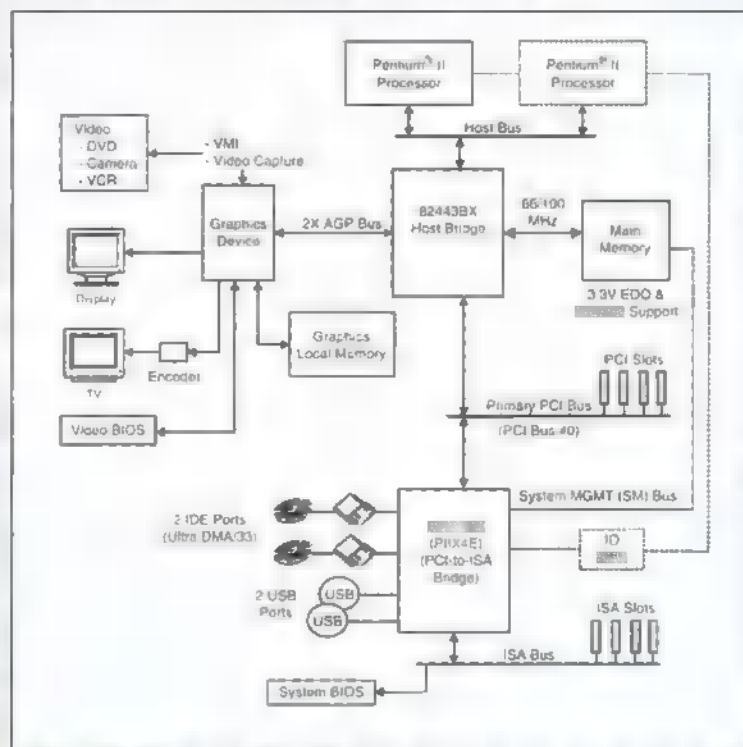 Pentium® II
Processor
Pentium® II
Processor
Host Bus
Video
- DVD
- Camera
- VCR
- VMI
- Video Capture
Graphics
Device
2X AGP Bus
82443BX
Host Bridge
66/100
MHz
Main
Memory
3.3V EDO &
Support
Display
TV
Encoder
Graphics
Local Memory
Video BIOS
PCI Slots
Primary PCI Bus
(PCI Bus #0)
System MGMT (SM) Bus
2 IDE Ports
(Ultra DMA/33)
(PIIX4E)
(PCI-to-ISA
Bridge)
IO
2 USB
Ports
USB
USB
ISA Slots
ISA Bus
System BIOS